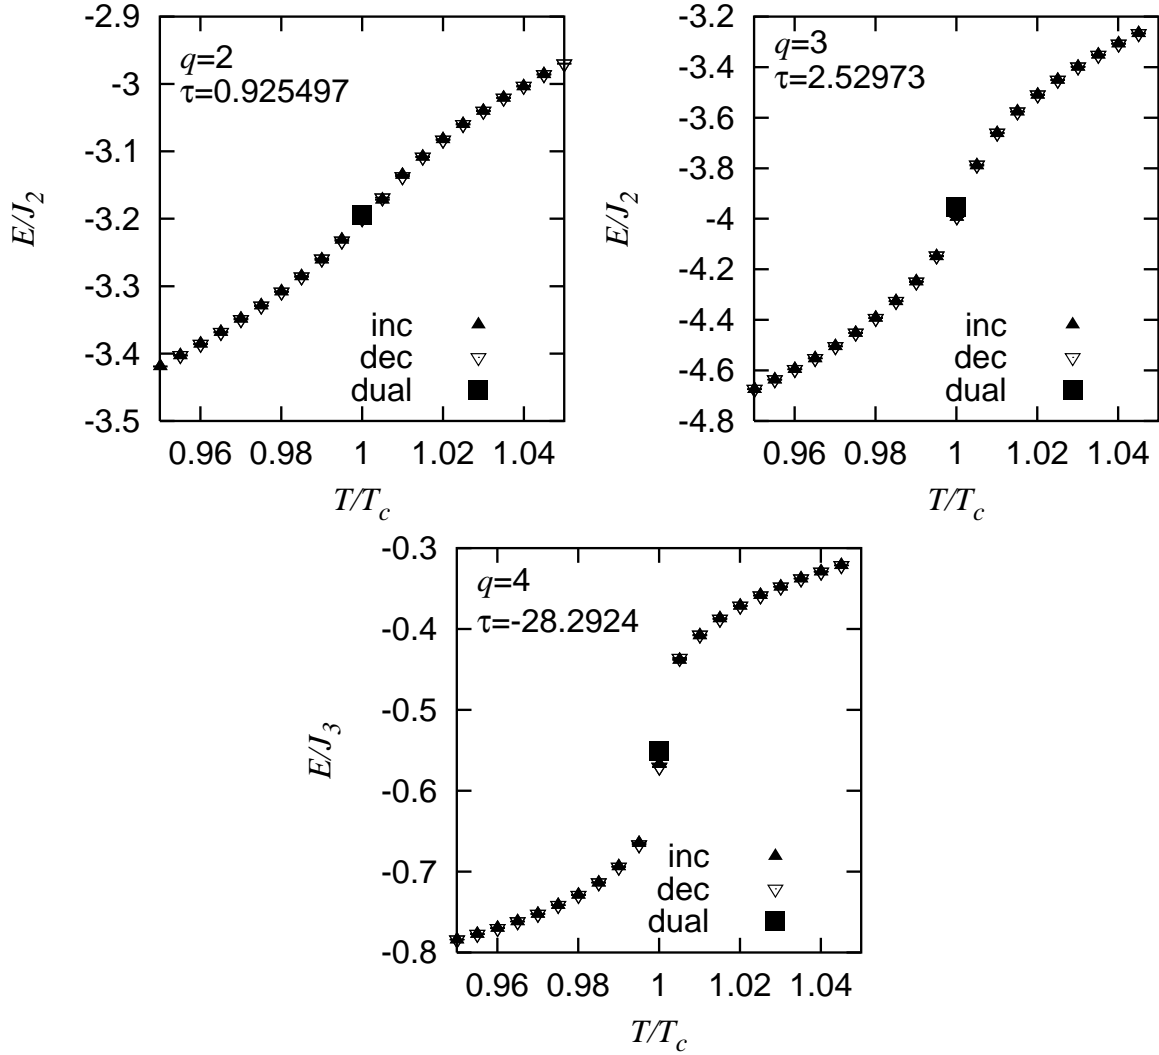 -2.9
-3
-3.1
-3.2
-3.3
-3.4
-3.5
0.96 0.98 1 1.02 1.04
E/J2
T/Tc
q=2
τ=0.925497
inc
dec
dual
-3.2
-3.4
-3.6
-3.8
-4
-4.2
-4.4
-4.6
-4.8
0.96 0.98 1 1.02 1.04
E/J2
T/Tc
q=3
τ=2.52973
inc
dec
dual
-0.3
-0.4
-0.5
-0.6
-0.7
-0.8
0.96 0.98 1 1.02 1.04
E/J3
T/Tc
q=4
τ=-28.2924
inc
dec
dual